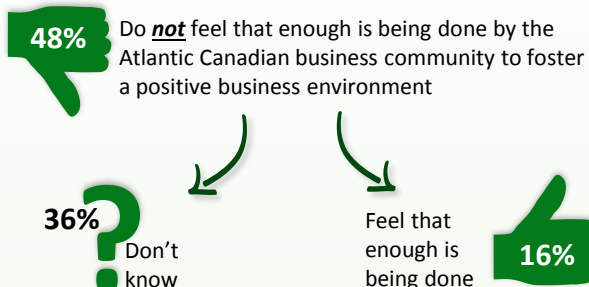 48%
Do not feel that enough is being done by the
Atlantic Canadian business community to foster
a positive business environment
36%
?
Don't
know
Feel that
enough is
being done
16%